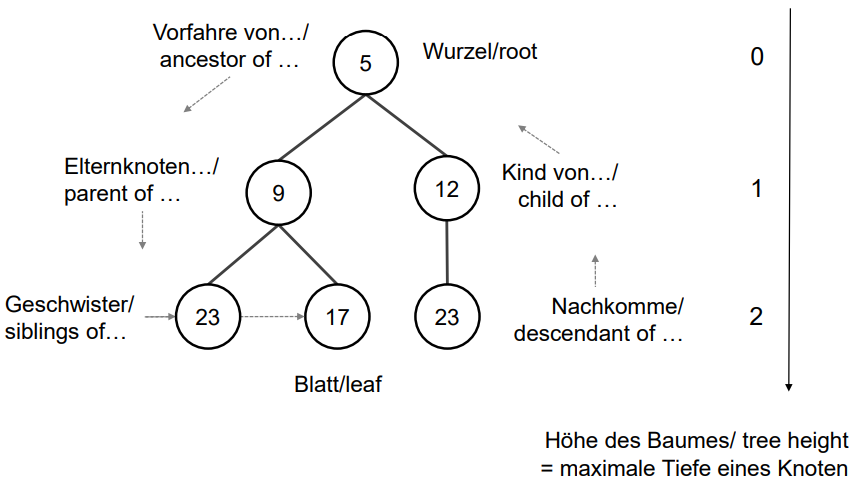 Vorfahre von…/
ancestor of …
5
Wurzel/root
0
Elternknoten…/
parent of …
9
12
Kind von…/
child of …
1
Geschwister/
siblings of…
23
17
23
Nachkomme/
descendant of …
2
Blatt/leaf
Höhe des Baumes/ tree height
= maximale Tiefe eines Knoten